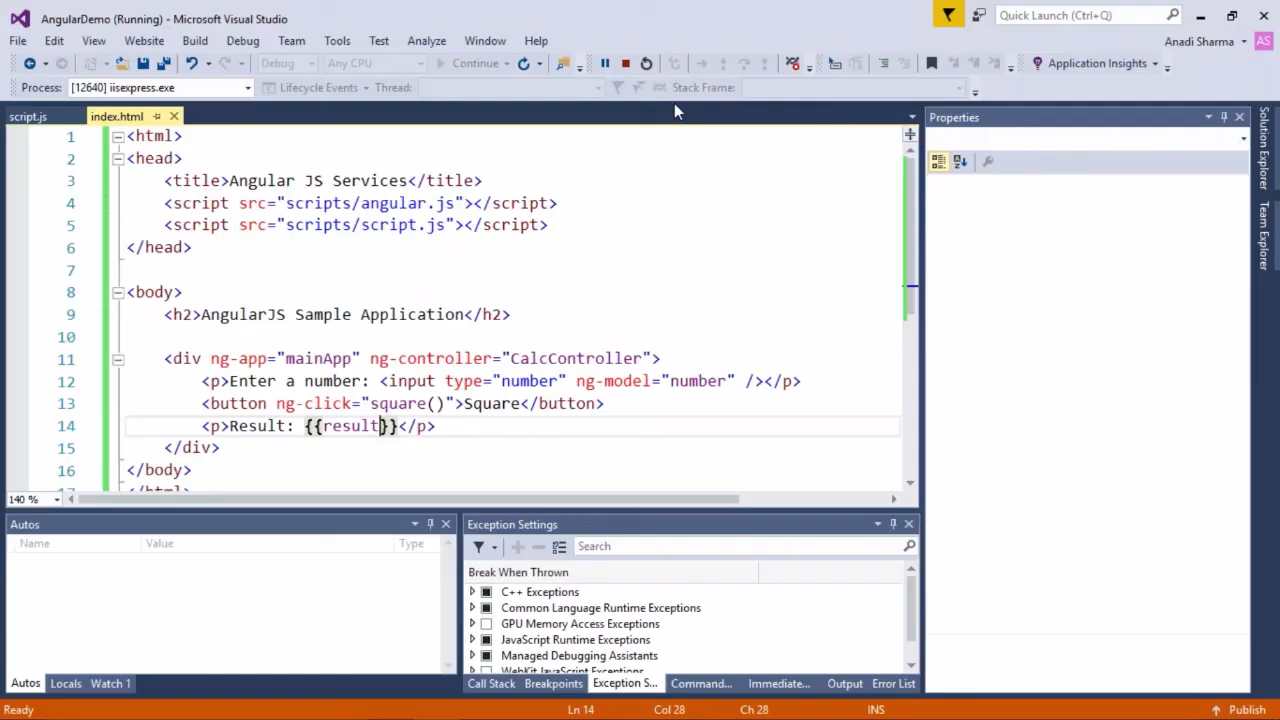 AngularDemo (Running) - Microsoft Visual Studio
Quick Launch (Ctrl+Q)
File Edit View Website Build Debug Team Tools Test Analyze Window Help
Anadi Sharma AS
Debug Any CPU Continue Application Insights
Process: [12640] iisexpress.exe Lifecycle Events Thread: Stack Frame:
script.js index.html
Properties
Solution Explorer
Team Explorer
1 <html>
2 <head>
3 <title>Angular JS Services</title>
4 <script src="scripts/angular.js"></script>
5 <script src="scripts/script.js"></script>
6 </head>
7
8 <body>
9 <h2>AngularJS Sample Application</h2>
10
11 <div ng-app="mainApp" ng-controller="CalcController">
12 <p>Enter a number: <input type="number" ng-model="number" /></p>
13 <button ng-click="square()">Square</button>
14 <p>Result: {{result}}</p>
15 </div>
16 </body>
17 </html>
140 %
Autos
Name Value Type
Autos Locals Watch 1
Exception Settings
Search
Break When Thrown
C++ Exceptions
Common Language Runtime Exceptions
GPU Memory Access Exceptions
JavaScript Runtime Exceptions
Managed Debugging Assistants
WebKit JavaScript Exceptions
Call Stack Breakpoints Exception S... Command... Immediate... Output Error List
Ready Ln 14 Col 28 Ch 28 INS Publish